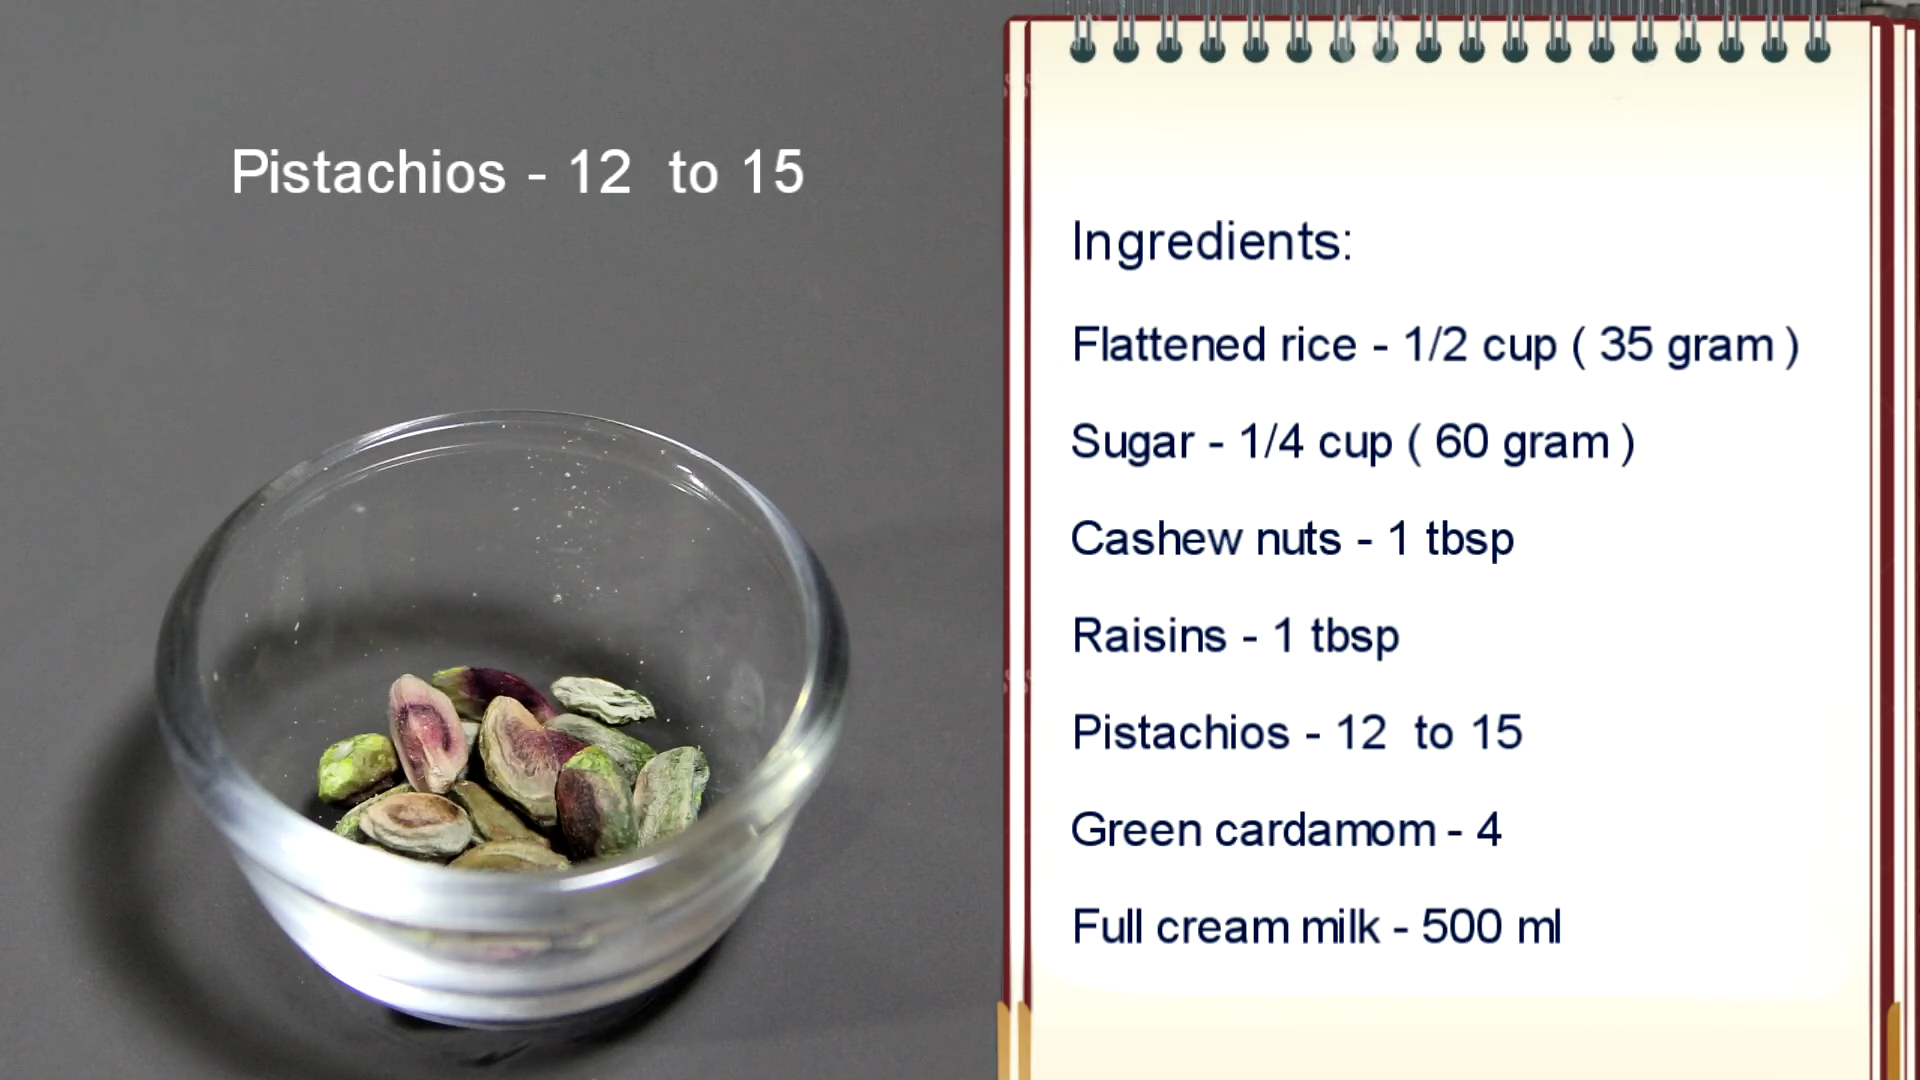 Pistachios - 12 to 15
Ingredients:
Flattened rice - 1/2 cup ( 35 gram )
Sugar - 1/4 cup ( 60 gram )
Cashew nuts - 1 tbsp
Raisins - 1 tbsp
Pistachios - 12 to 15
Green cardamom - 4
Full cream milk - 500 ml